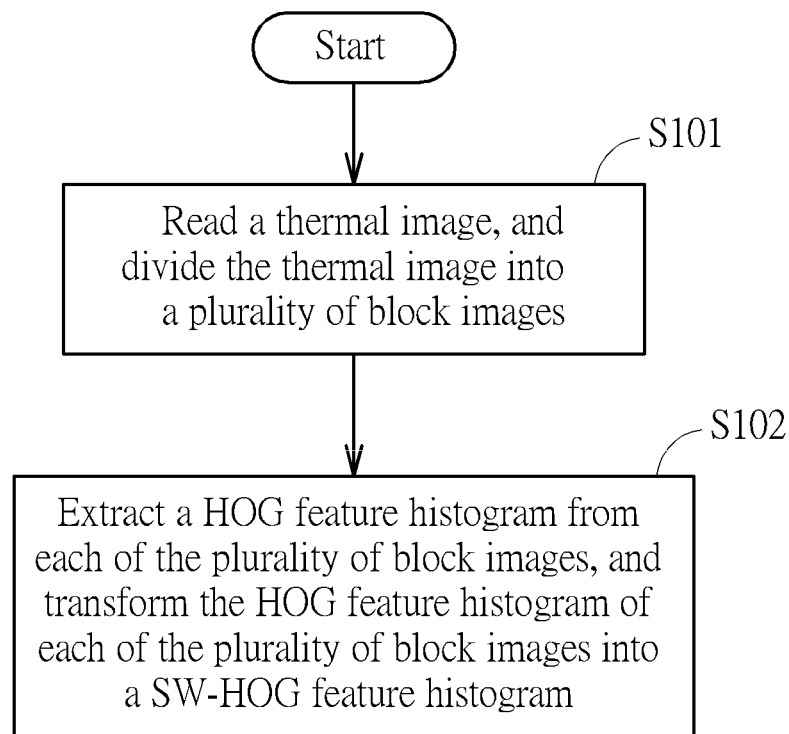 Start
S101
Read a thermal image, and
divide the thermal image into
a plurality of block images
S102
Extract a HOG feature histogram from
each of the plurality of block images, and
transform the HOG feature histogram of
each of the plurality of block images into
a SW-HOG feature histogram